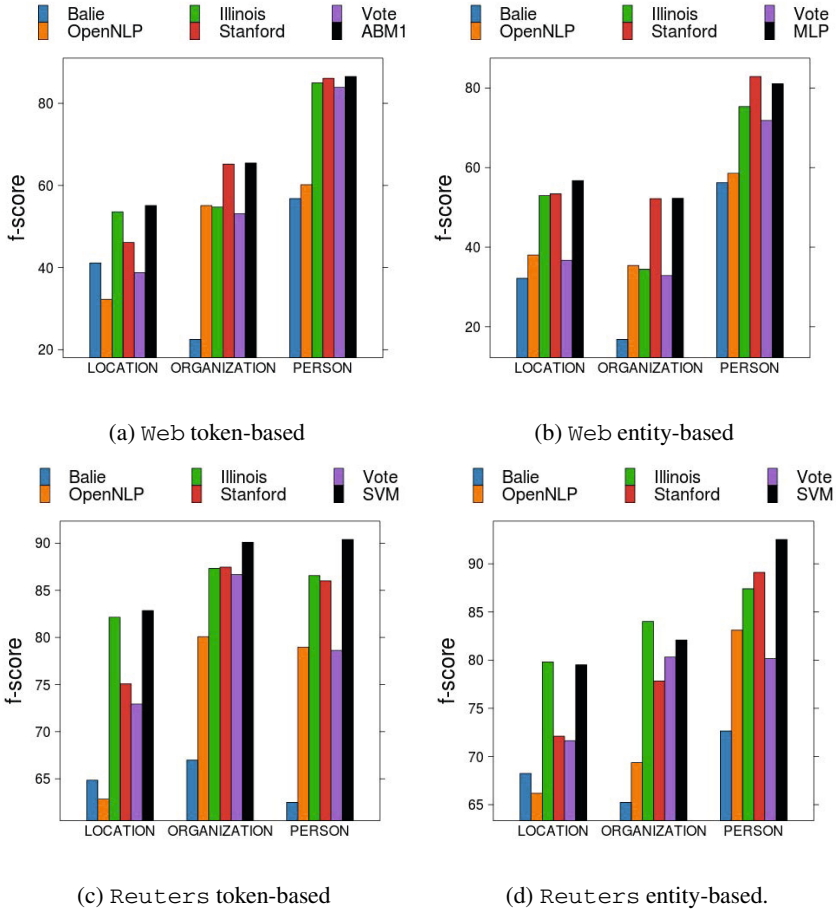 Balie Illinois Vote
OpenNLP Stanford ABM1
f-score
80
60
40
20
LOCATION ORGANIZATION PERSON
(a) Web token-based
Balie Illinois Vote
OpenNLP Stanford MLP
f-score
80
60
40
20
LOCATION ORGANIZATION PERSON
(b) Web entity-based
Balie Illinois Vote
OpenNLP Stanford SVM
f-score
90
85
80
75
70
65
LOCATION ORGANIZATION PERSON
(c) Reuters token-based
Balie Illinois Vote
OpenNLP Stanford SVM
f-score
90
85
80
75
70
65
LOCATION ORGANIZATION PERSON
(d) Reuters entity-based.